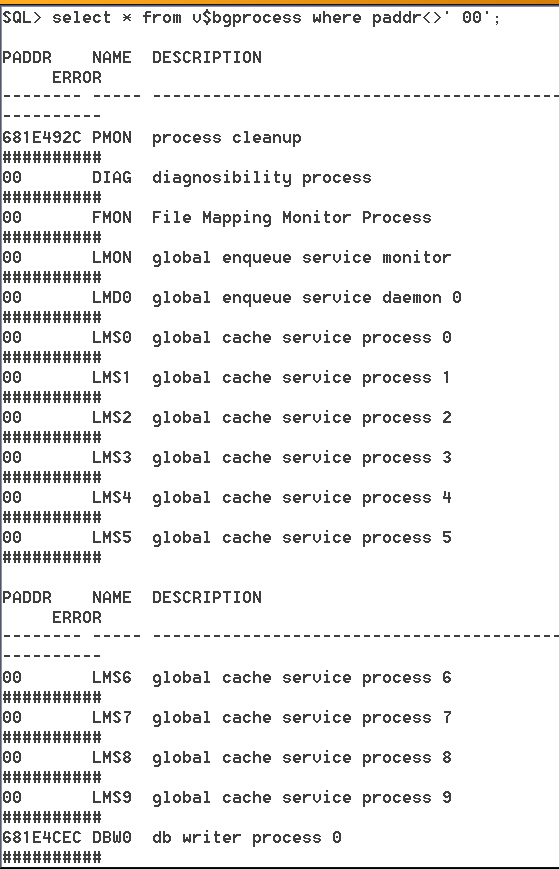 SQL> select * from v$bgprocess where paddr<>' 00';
PADDR    NAME  DESCRIPTION
     ERROR
-------- ----- -----------------------------------------
----------
681E492C PMON  process cleanup
##########
00       DIAG  diagnosibility process
##########
00       FMON  File Mapping Monitor Process
##########
00       LMON  global enqueue service monitor
##########
00       LMD0  global enqueue service daemon 0
##########
00       LMS0  global cache service process 0
##########
00       LMS1  global cache service process 1
##########
00       LMS2  global cache service process 2
##########
00       LMS3  global cache service process 3
##########
00       LMS4  global cache service process 4
##########
00       LMS5  global cache service process 5
##########
PADDR    NAME  DESCRIPTION
     ERROR
-------- ----- -----------------------------------------
----------
00       LMS6  global cache service process 6
##########
00       LMS7  global cache service process 7
##########
00       LMS8  global cache service process 8
##########
00       LMS9  global cache service process 9
##########
681E4CEC DBW0  db writer process 0
##########